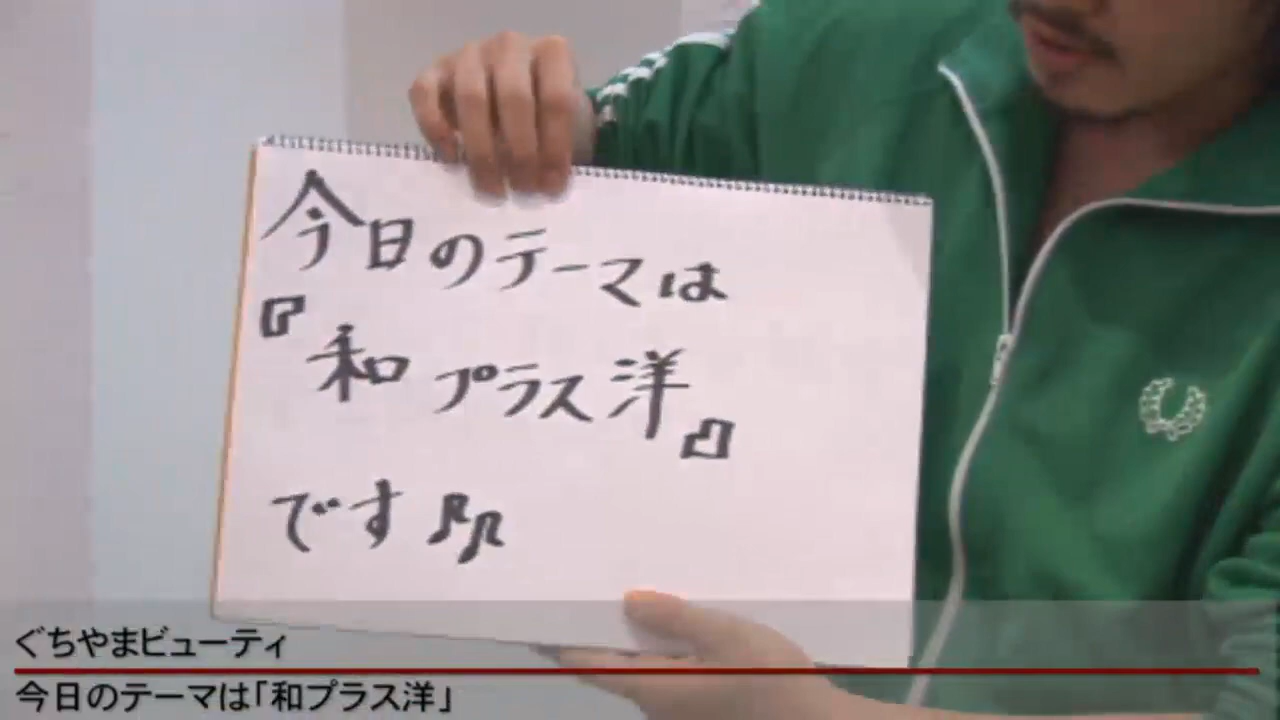 今日のテーマは
『和プラス洋』
です♪♪
ぐちやまビューティ
今日のテーマは「和プラス洋」